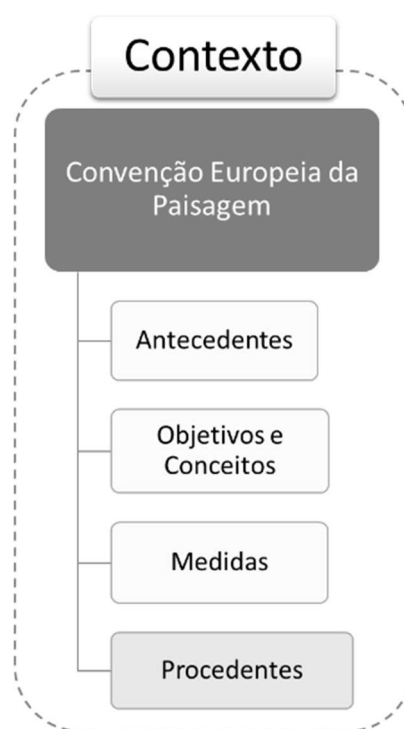 Contexto
Convenção Europeia da
Paisagem
Antecedentes
Objetivos e
Conceitos
Medidas
Procedentes